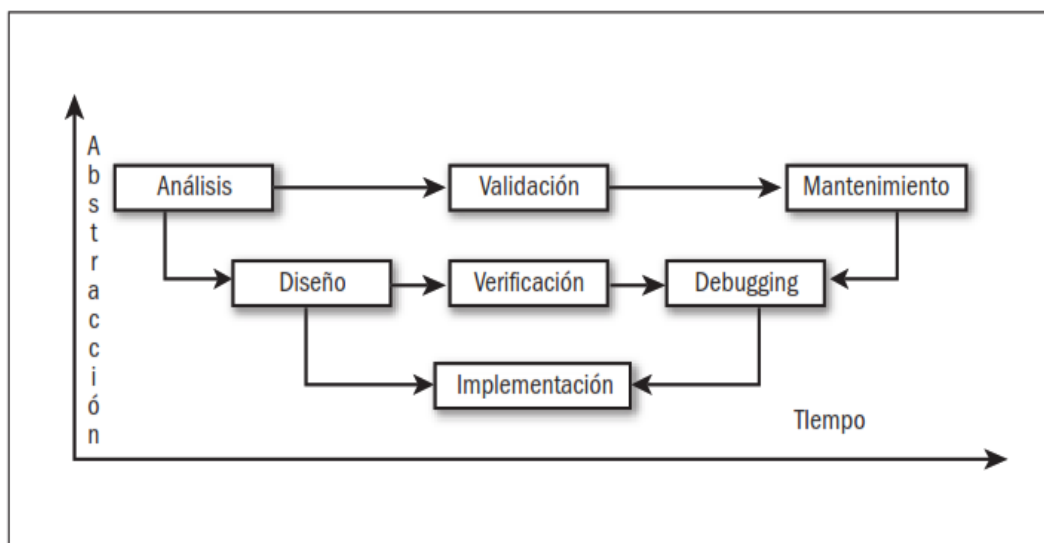 Abstracción
Análisis
Validación
Mantenimiento
Diseño
Verificación
Debugging
Implementación
TIempo